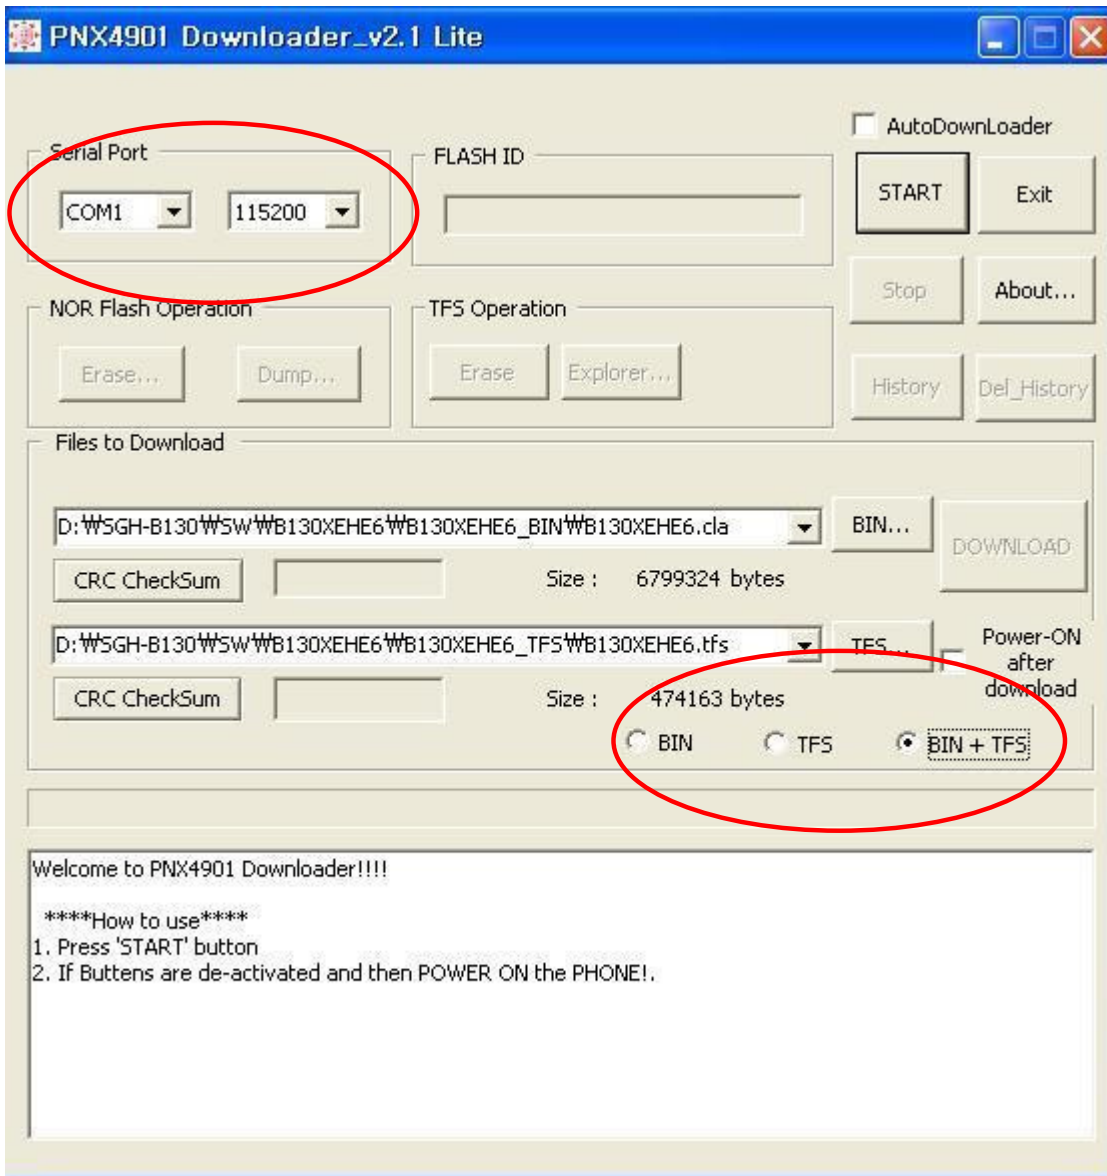 PNX4901 Downloader_v2.1 Lite
AutoDownLoader
Serial Port
FLASH ID
COM1
115200
START
Exit
Stop
About...
NOR Flash Operation
TFS Operation
Erase...
Dump...
Erase
Explorer...
History
Del_History
Files to Download
D:₩SGH-B130₩SW₩B130XEHE6₩B130XEHE6_BIN₩B130XEHE6.cla
BIN...
DOWNLOAD
CRC CheckSum
Size : 6799324 bytes
D:₩SGH-B130₩SW₩B130XEHE6₩B130XEHE6_TFS₩B130XEHE6.tfs
TFS...
Power-ON
after
download
CRC CheckSum
Size : 474163 bytes
BIN
TFS
BIN + TFS
Welcome to PNX4901 Downloader!!!!
****How to use****
1. Press 'START' button
2. If Buttens are de-activated and then POWER ON the PHONE!.